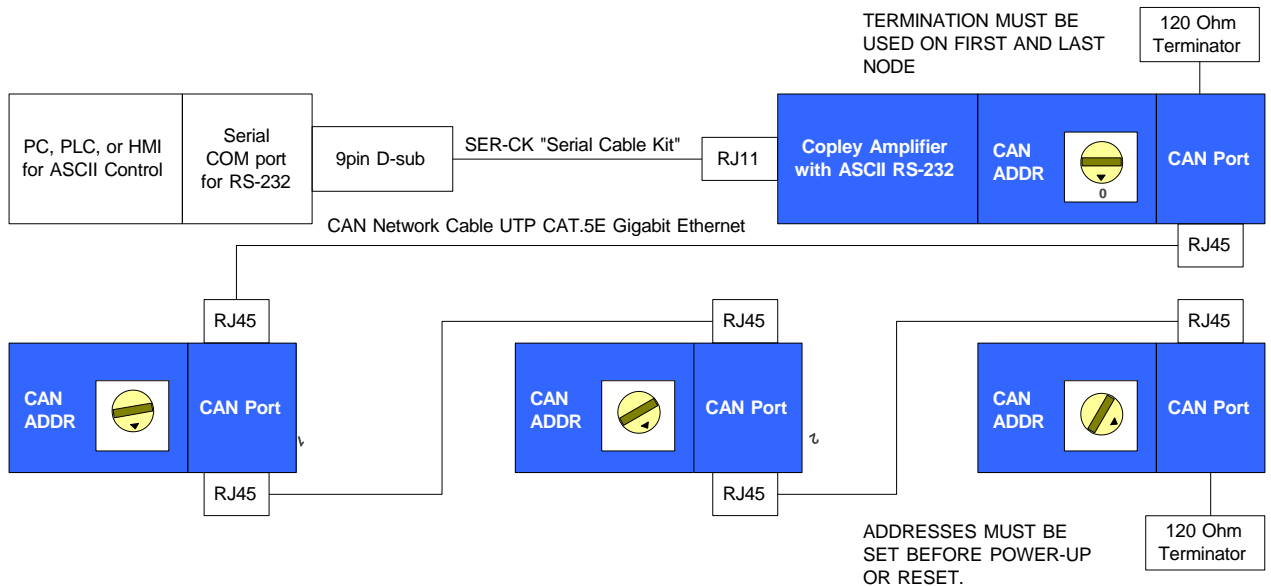 TERMINATION MUST BE
USED ON FIRST AND LAST
NODE
120 Ohm
Terminator
PC, PLC, or HMI
for ASCII Control
Serial
COM port
for RS-232
9pin D-sub
SER-CK "Serial Cable Kit"
RJ11
Copley Amplifier
with ASCII RS-232
CAN
ADDR
0
CAN Port
CAN Network Cable UTP CAT.5E Gigabit Ethernet
RJ45
RJ45
RJ45
RJ45
CAN
ADDR
CAN Port
1
CAN
ADDR
CAN Port
2
CAN
ADDR
CAN Port
RJ45
RJ45
ADDRESSES MUST BE
SET BEFORE POWER-UP
OR RESET.
120 Ohm
Terminator